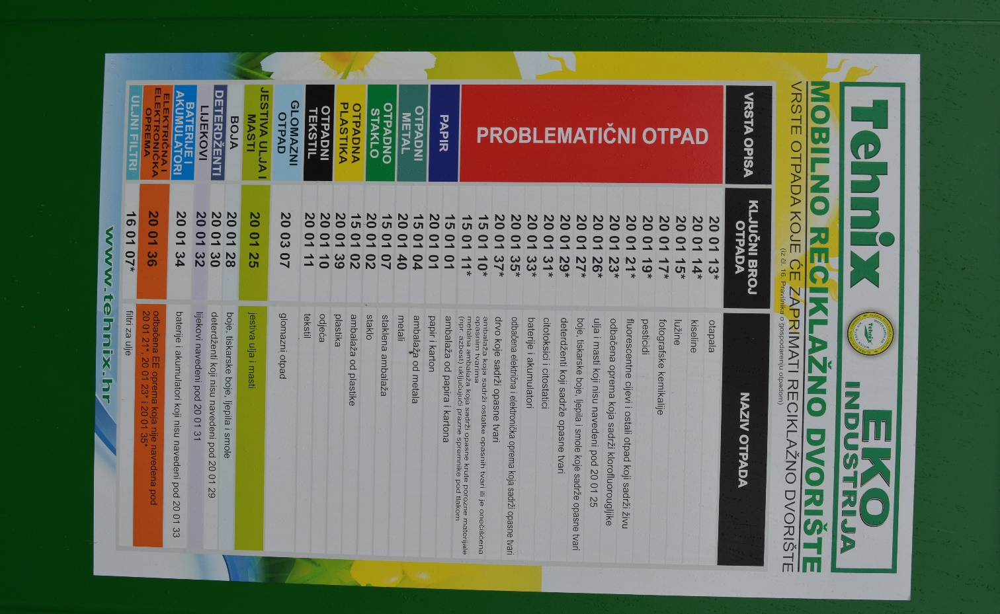 Tehnix
EKO
INDUSTRIJA
MOBILNO RECIKLAŽNO DVORIŠTE
VRSTE OTPADA KOJE ĆE ZAPRIMATI RECIKLAŽNO DVORIŠTE
(iz čl. 16. Pravilnika o gospodarenju otpadom)
VRSTA OPISA
KLJUČNI BROJ
OTPADA
NAZIV OTPADA
PROBLEMATIČNI OTPAD
20 01 13* otapala
20 01 14* kiseline
20 01 15* lužine
20 01 17* fotografske kemikalije
20 01 19* pesticidi
20 01 21* fluorescentne cijevi i ostali otpad koji sadrži živu
20 01 23* odbačena oprema koja sadrži klorofluorougljike
20 01 26* ulja i masti koji nisu navedeni pod 20 01 25
20 01 27* boje, tiskarske boje, ljepila i smole koje sadrže opasne tvari
20 01 29* deterdženti koji sadrže opasne tvari
20 01 31* citotoksici i citostatici
20 01 33* baterije i akumulatori
20 01 35* odbačena električna i elektronička oprema koja sadrži opasne tvari
20 01 37* drvo koje sadrži opasne tvari
15 01 10* ambalaža koja sadrži ostatke opasnih tvari ili je onečišćena
opasnim tvarima
15 01 11* metalna ambalaža koja sadrži opasne krute porozne materijale
(npr. azbest) uključujući prazne spremnike pod tlakom
PAPIR
15 01 01 ambalaža od papira i kartona
20 01 01 papir i karton
OTPADNI
METAL
15 01 04 ambalaža od metala
20 01 40 metali
OTPADNO
STAKLO
15 01 07 staklena ambalaža
20 01 02 staklo
OTPADNA
PLASTIKA
15 01 02 ambalaža od plastike
20 01 39 plastika
OTPADNI
TEKSTIL
20 01 10 odjeća
20 01 11 tekstil
GLOMAZNI
OTPAD
20 03 07 glomazni otpad
JESTIVA ULJA I
MASTI
20 01 25 jestiva ulja i masti
BOJA 20 01 28 boje, tiskarske boje, ljepila i smole
DETERDŽENTI 20 01 30 deterdženti koji nisu navedeni pod 20 01 29
LIJEKOVI 20 01 32 lijekovi navedeni pod 20 01 31
BATERIJE I
AKUMULATORI
20 01 34 baterije i akumulatori koji nisu navedeni pod 20 01 33
ELEKTRIČNA I
ELEKTRONIČKA
OPREMA
20 01 36 odbačena EE oprema koja nije navedena pod
20 01 21*, 20 01 23* i 20 01 35*
ULJNI FILTRI 16 01 07* filtri za ulje
www.tehnix.hr